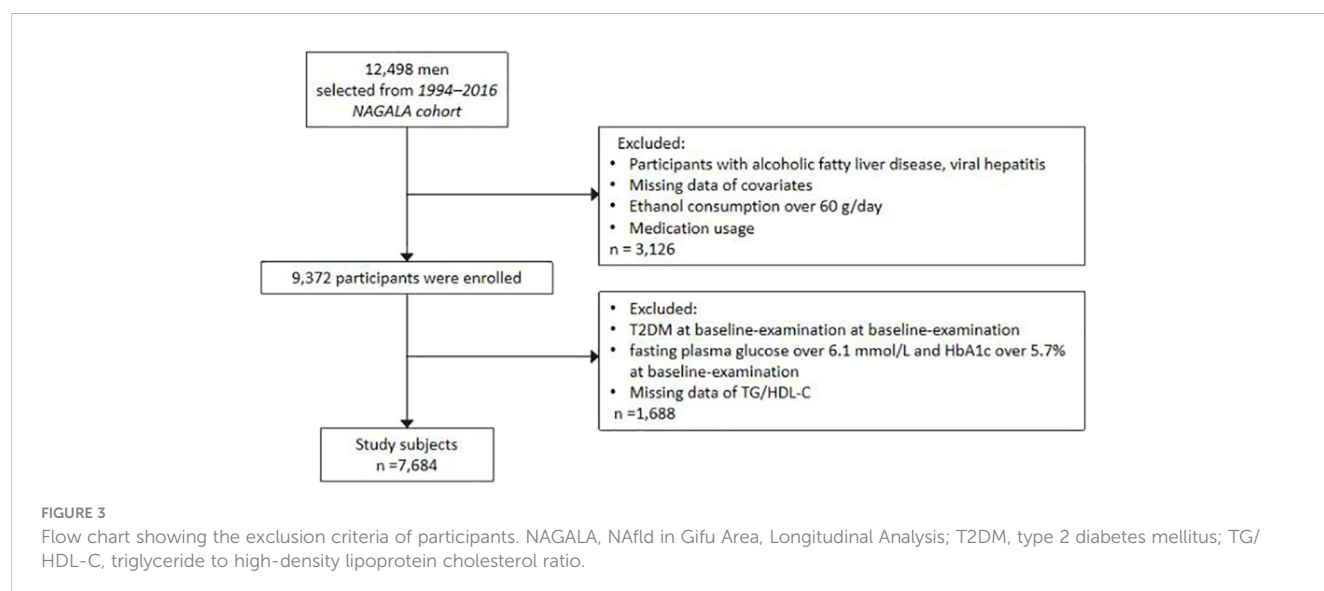 12,498 men
selected from 1994–2016
NAGALA cohort
Excluded:
• Participants with alcoholic fatty liver disease, viral hepatitis
• Missing data of covariates
• Ethanol consumption over 60 g/day
• Medication usage
n = 3,126
9,372 participants were enrolled
• Excluded:
• T2DM at baseline-examination at baseline-examination
• fasting plasma glucose over 6.1 mmol/L and HbA1c over 5.7%
at baseline-examination
• Missing data of TG/HDL-C
n =1,688
Study subjects
n =7,684
FIGURE 3
Flow chart showing the exclusion criteria of participants. NAGALA, NAfld in Gifu Area, Longitudinal Analysis; T2DM, type 2 diabetes mellitus; TG/
HDL-C, triglyceride to high-density lipoprotein cholesterol ratio.